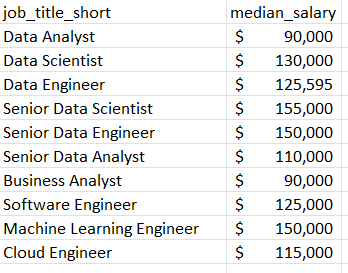 job_title_short median_salary
Data Analyst $ 90,000
Data Scientist $ 130,000
Data Engineer $ 125,595
Senior Data Scientist $ 155,000
Senior Data Engineer $ 150,000
Senior Data Analyst $ 110,000
Business Analyst $ 90,000
Software Engineer $ 125,000
Machine Learning Engineer $ 150,000
Cloud Engineer $ 115,000